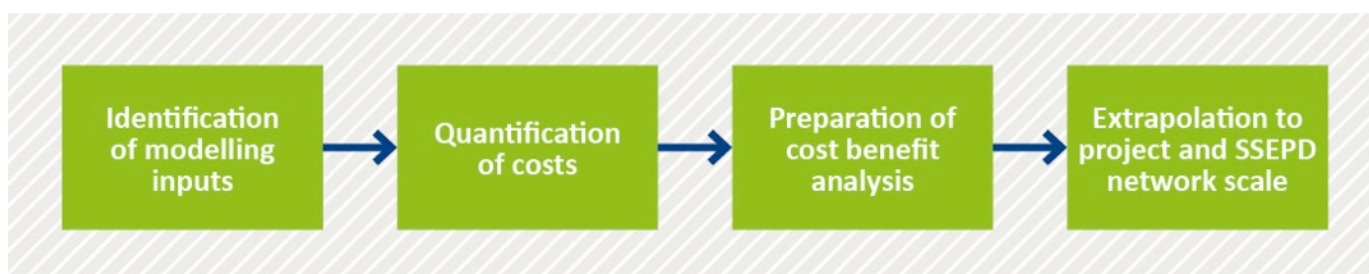 Identification
of modelling
inputs
Quantification
of costs
Preparation of
cost benefit
analysis
Extrapolation to
project and SSEPD
network scale